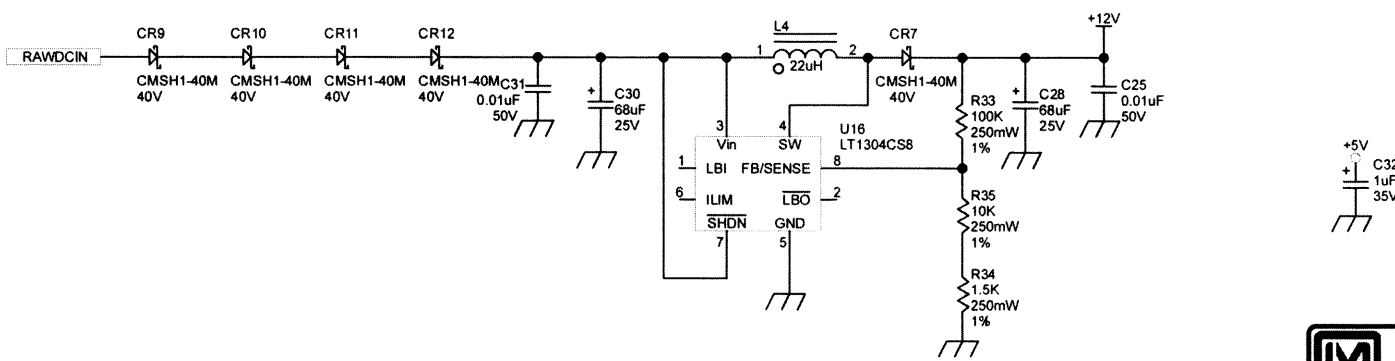 RAWDCIN
CR9
CMSH1-40M
40V
CR10
CMSH1-40M
40V
CR11
CMSH1-40M
40V
CR12
CMSH1-40M
40V
C31
0.01uF
50V
C30
68uF
25V
+
L4
1
2
22uH
CR7
CMSH1-40M
40V
+12V
R33
100K
250mW
1%
C28
68uF
25V
+
C25
0.01uF
50V
U16
LT1304CS8
3
4
Vin
SW
1
LBI
FB/SENSE
8
6
ILIM
LBO
2
SHDN
GND
7
5
R35
10K
250mW
1%
R34
1.5K
250mW
1%
+5V
+
C32
1uF
35V